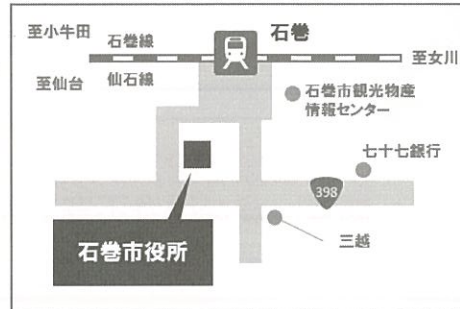 至小牛田
石巻線
石巻
至女川
至仙台
仙石線
石巻市観光物産
情報センター
七十七銀行
398
石巻市役所
三越